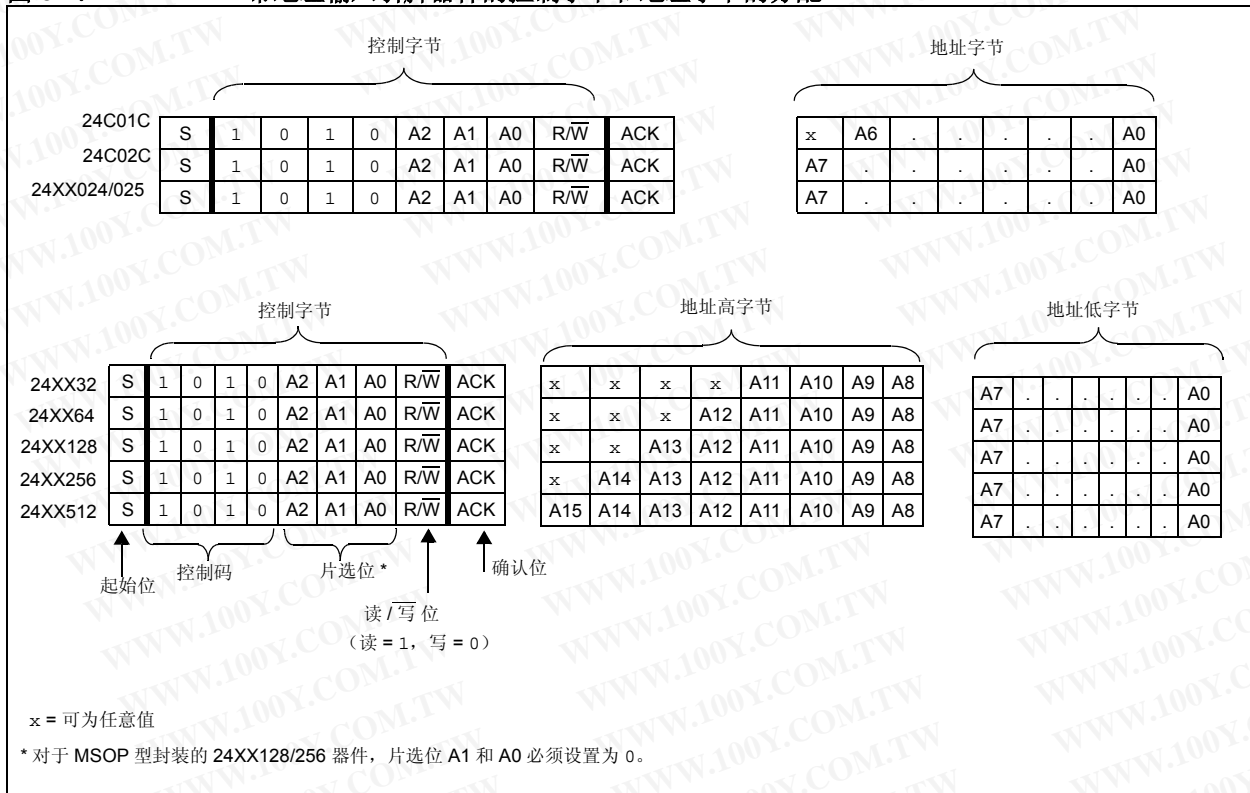 控制字节 地址字节
24C01C S 1 0 1 0 A2 A1 A0 R/W ACK x A6 . . . . . A0
24C02C S 1 0 1 0 A2 A1 A0 R/W ACK A7 . . . . . . A0
24XX024/025 S 1 0 1 0 A2 A1 A0 R/W ACK A7 . . . . . . A0
控制字节 地址高字节 地址低字节
24XX32 S 1 0 1 0 A2 A1 A0 R/W ACK x x x x A11 A10 A9 A8 A7 . . . . . . A0
24XX64 S 1 0 1 0 A2 A1 A0 R/W ACK x x x A12 A11 A10 A9 A8 A7 . . . . . . A0
24XX128 S 1 0 1 0 A2 A1 A0 R/W ACK x x A13 A12 A11 A10 A9 A8 A7 . . . . . . A0
24XX256 S 1 0 1 0 A2 A1 A0 R/W ACK x A14 A13 A12 A11 A10 A9 A8 A7 . . . . . . A0
24XX512 S 1 0 1 0 A2 A1 A0 R/W ACK A15 A14 A13 A12 A11 A10 A9 A8 A7 . . . . . . A0
起始位 控制码 片选位 * 确认位
读 / 写 位
（读 = 1，写 = 0）
x = 可为任意值
* 对于 MSOP 型封装的 24XX128/256 器件，片选位 A1 和 A0 必须设置为 0。
WWW.100Y.COM.TW